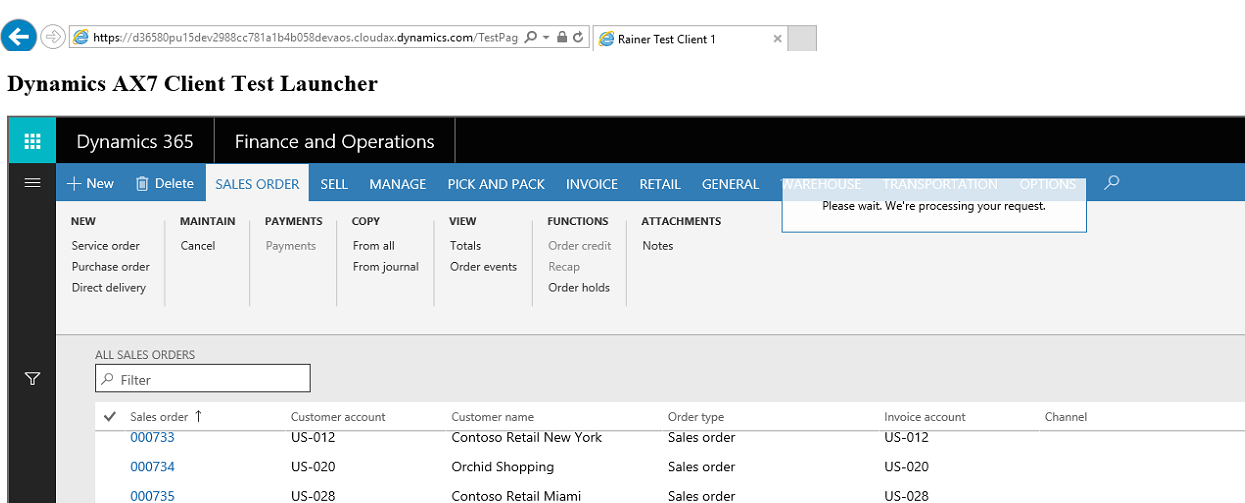 https://d36580pu15dev2988cc781a1b4b058devaos.cloudax.dynamics.com/TestPag
Rainer Test Client 1
Dynamics AX7 Client Test Launcher
Dynamics 365 Finance and Operations
New Delete SALES ORDER SELL MANAGE PICK AND PACK INVOICE RETAIL GENERAL WAREHOUSE TRANSPORTATION OPTIONS
Please wait. We're processing your request.
NEW MAINTAIN PAYMENTS COPY VIEW FUNCTIONS ATTACHMENTS
Service order Cancel Payments From all Totals Order credit Notes
Purchase order From journal Order events Recap
Direct delivery Order holds
ALL SALES ORDERS
Filter
Sales order ↑ Customer account Customer name Order type Invoice account Channel
000733 US-012 Contoso Retail New York Sales order US-012
000734 US-020 Orchid Shopping Sales order US-020
000735 US-028 Contoso Retail Miami Sales order US-028